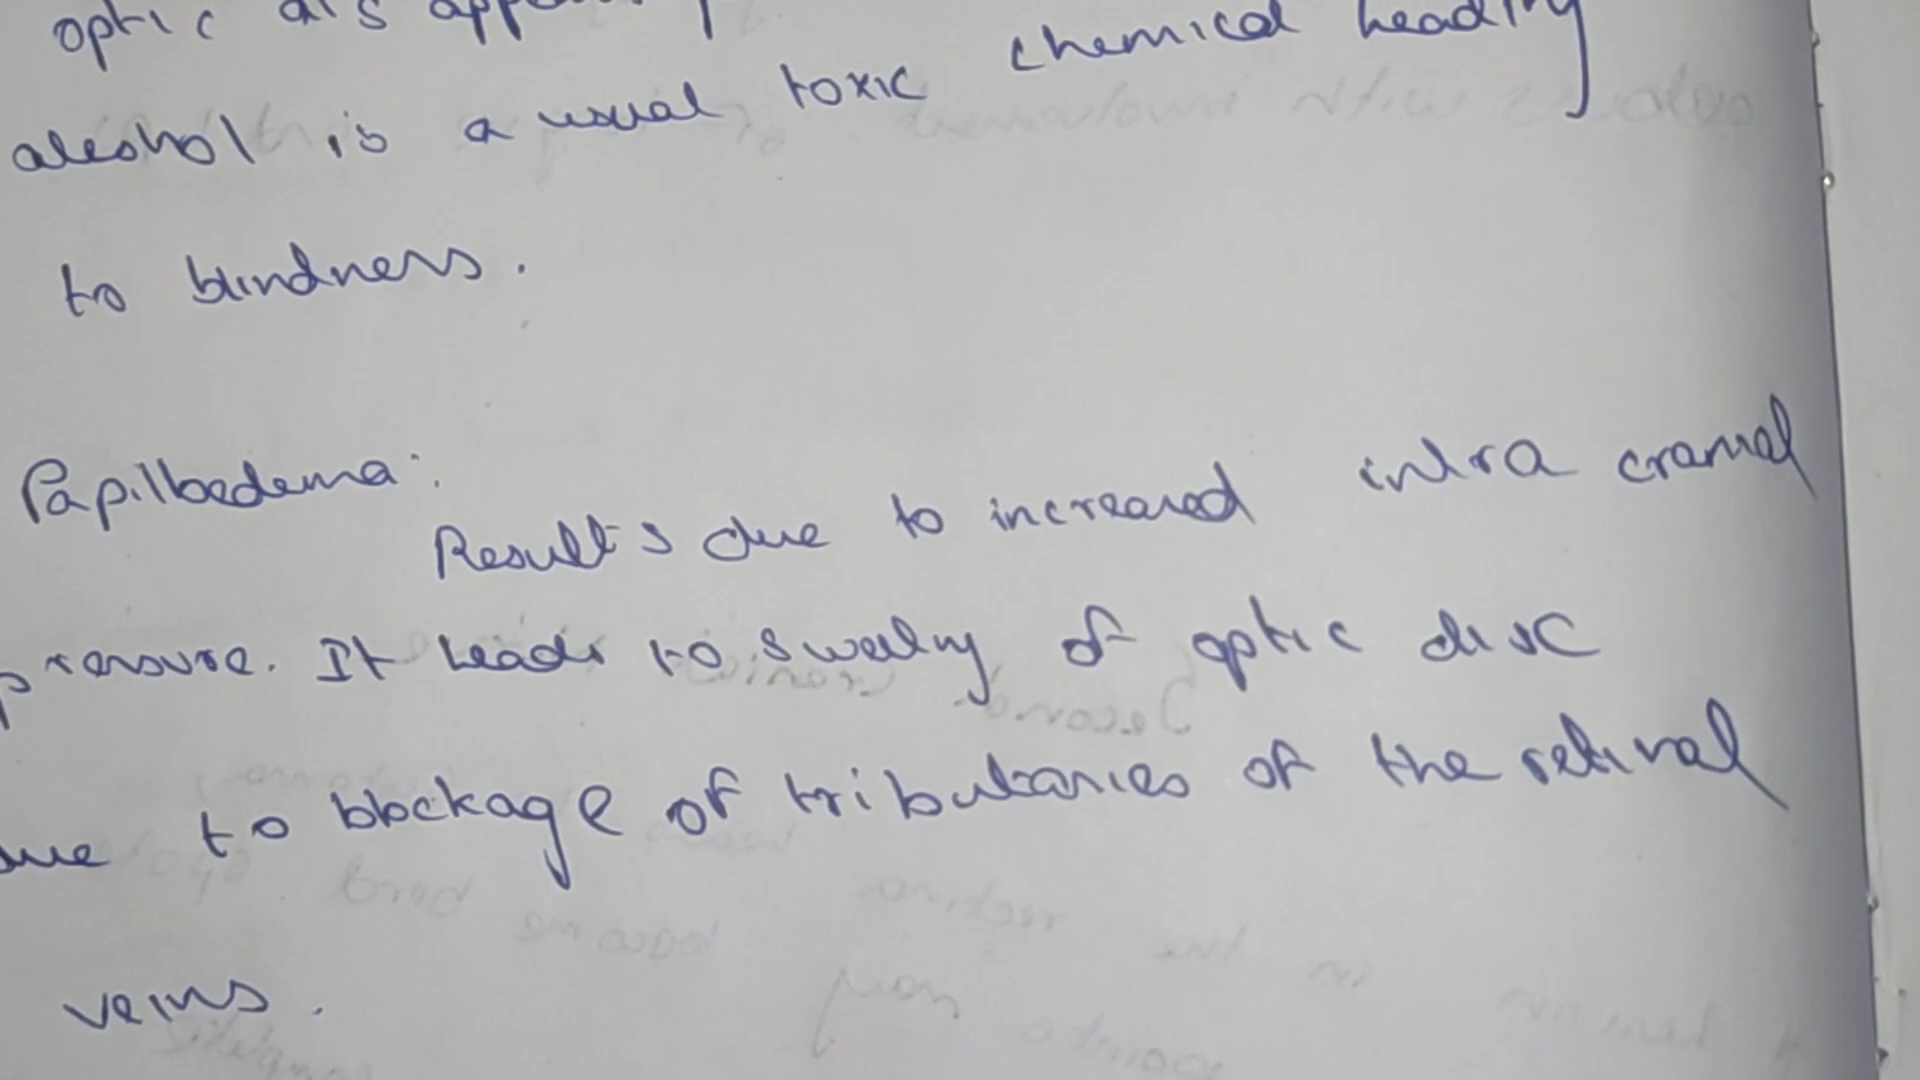 optic
alcohol is a usual toxic chemical leading
to blindness.
Papilloedema:
Results due to increased intra cranial
pressure. It leads to swelling of optic disc
due to blockage of tributaries of the retinal
veins.